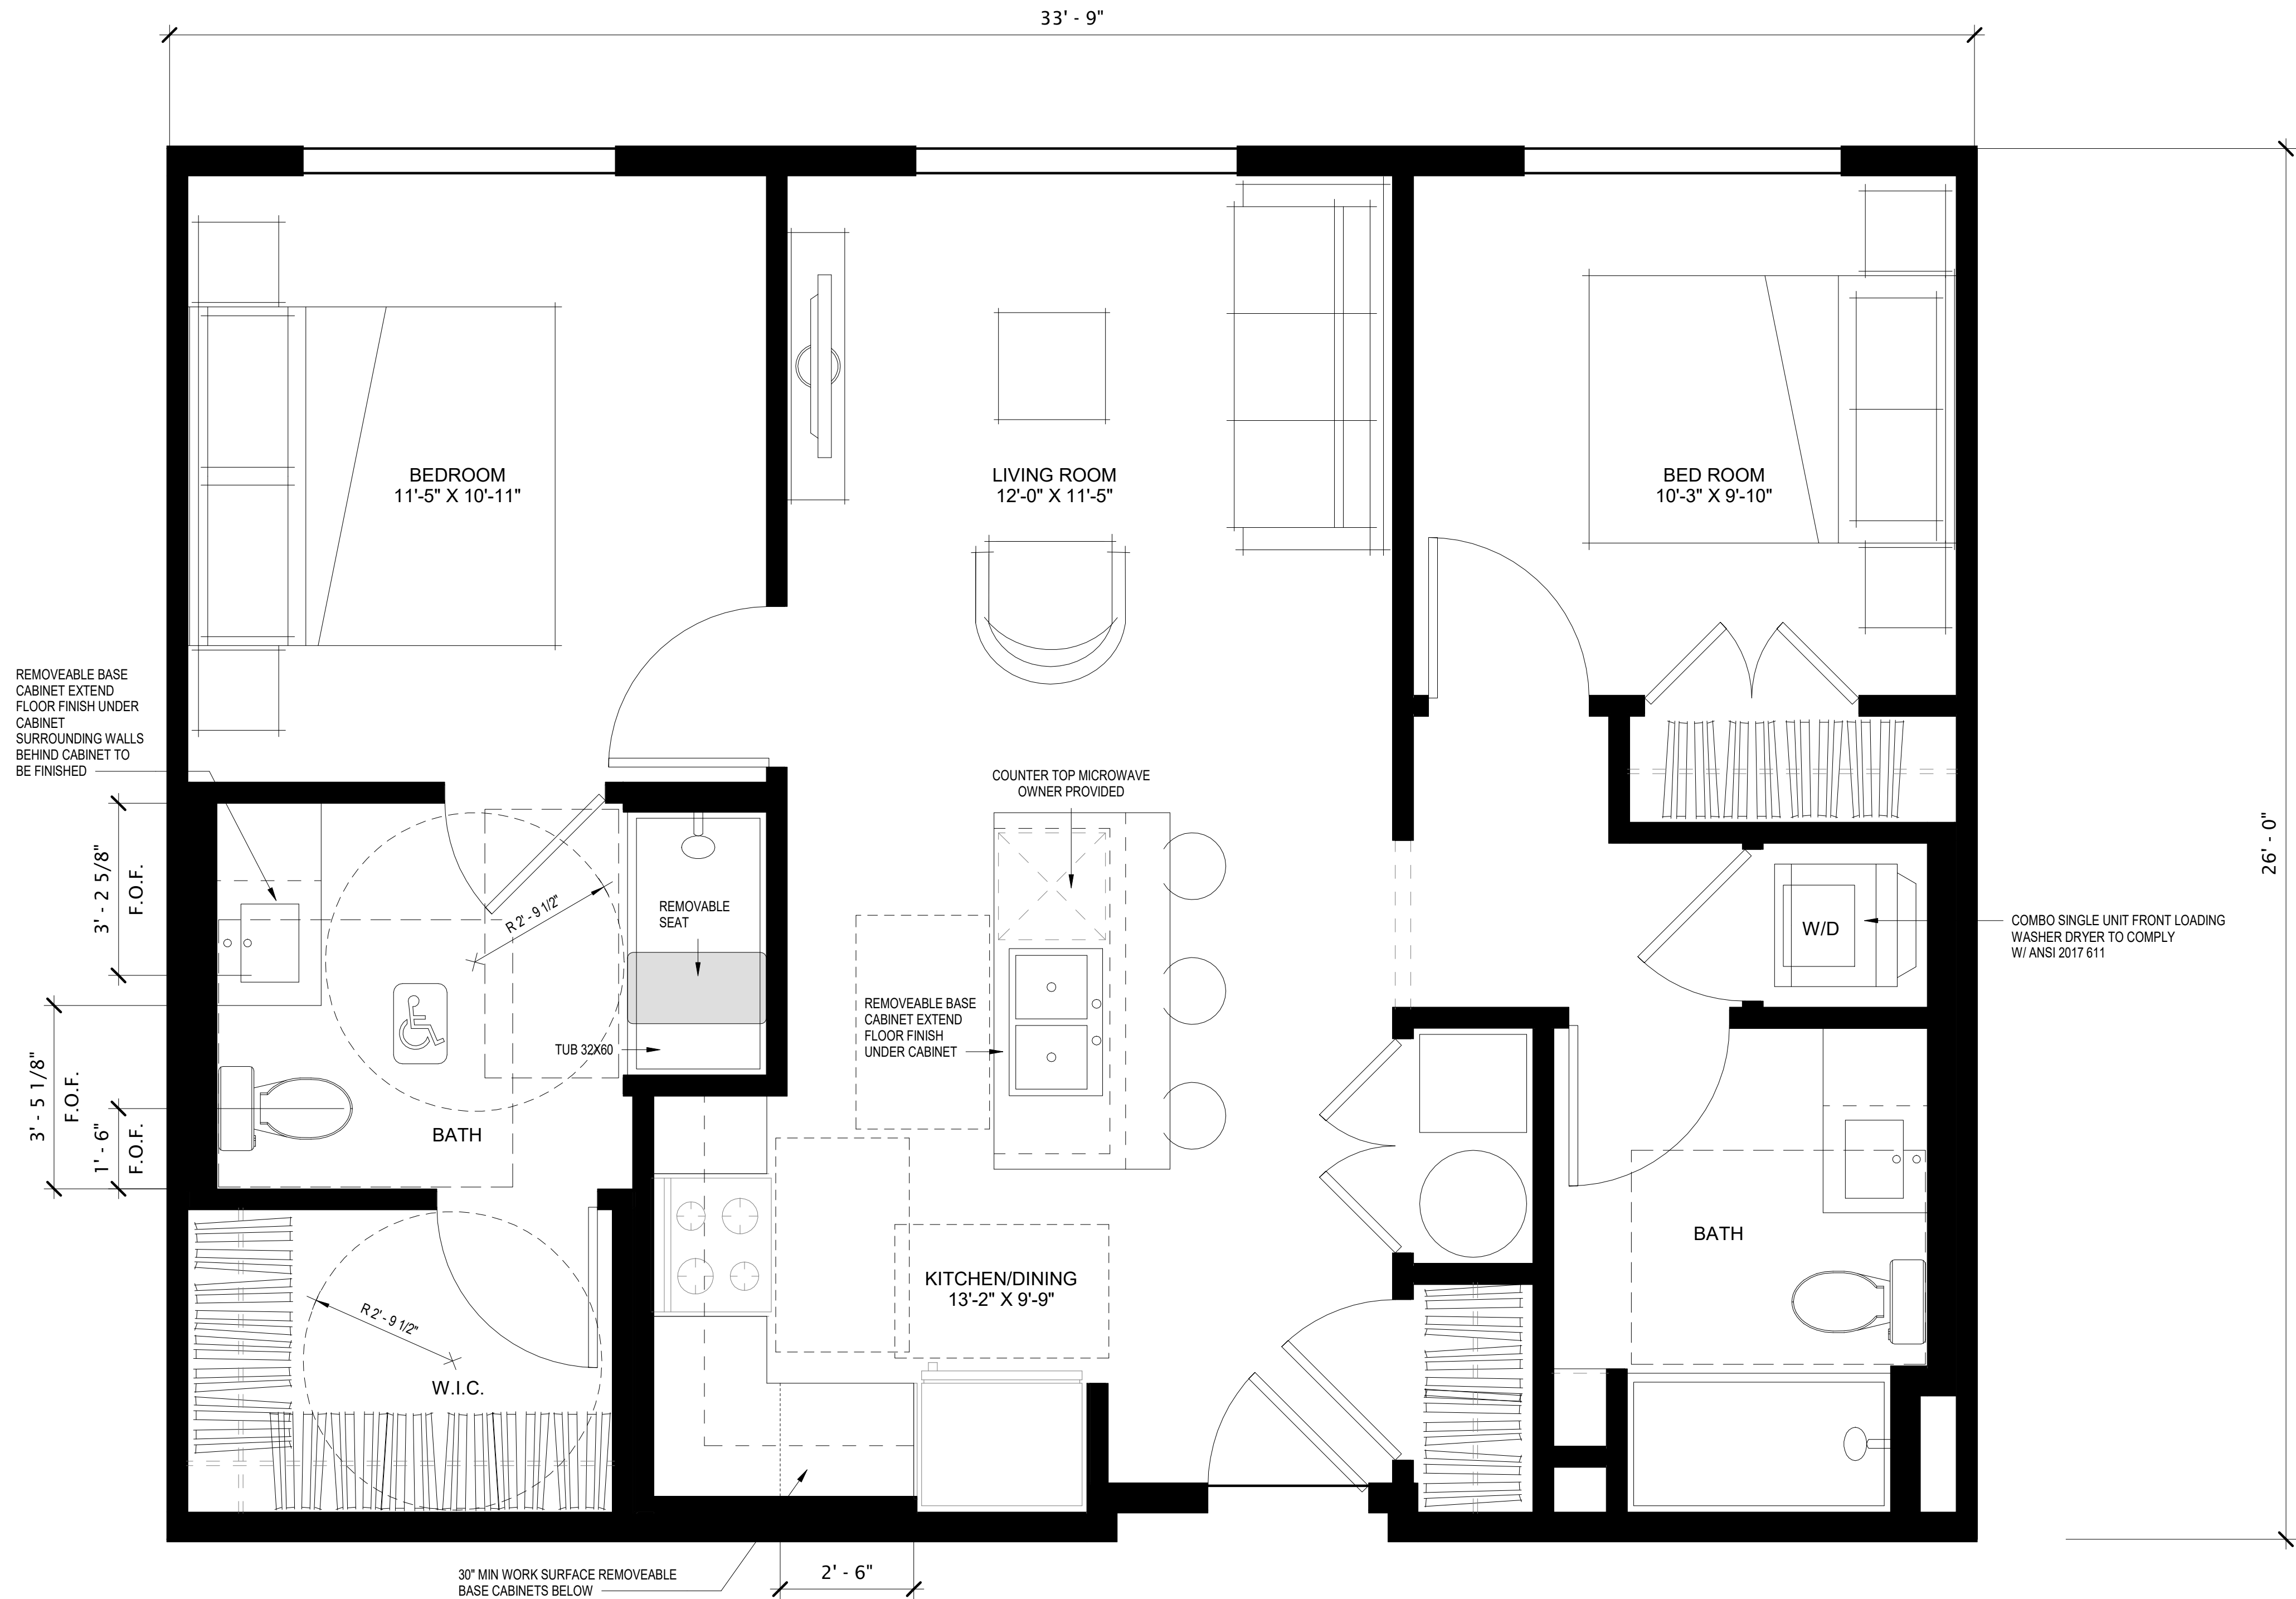 33' - 9"
BEDROOM
11'-5" X 10'-11"
LIVING ROOM
12'-0" X 11'-5"
BED ROOM
10'-3" X 9'-10"
REMOVEABLE BASE
CABINET EXTEND
FLOOR FINISH UNDER
CABINET
SURROUNDING WALLS
BEHIND CABINET TO
BE FINISHED
COUNTER TOP MICROWAVE
OWNER PROVIDED
26' - 0"
3' - 2 5/8"
F.O.F.
R 2' - 9 1/2"
REMOVABLE
SEAT
W/D
COMBO SINGLE UNIT FRONT LOADING
WASHER DRYER TO COMPLY
W/ ANSI 2017 611
REMOVEABLE BASE
CABINET EXTEND
FLOOR FINISH
UNDER CABINET
TUB 32X60
3' - 5 1/8"
F.O.F.
1' - 6"
F.O.F.
BATH
BATH
KITCHEN/DINING
13'-2" X 9'-9"
R 2' - 9 1/2"
W.I.C.
30" MIN WORK SURFACE REMOVEABLE
BASE CABINETS BELOW
2' - 6"